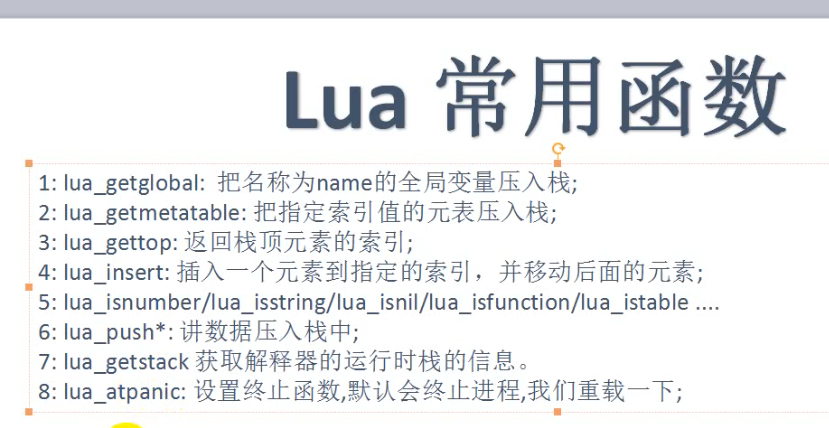 Lua 常用函数
1: lua_getglobal: 把名称为name的全局变量压入栈;
2: lua_getmetatable: 把指定索引值的元表压入栈;
3: lua_gettop: 返回栈顶元素的索引;
4: lua_insert: 插入一个元素到指定的索引，并移动后面的元素;
5: lua_isnumber/lua_isstring/lua_isnil/lua_isfunction/lua_istable ....
6: lua_push*: 讲数据压入栈中;
7: lua_getstack 获取解释器的运行时栈的信息。
8: lua_atpanic: 设置终止函数,默认会终止进程,我们重载一下;